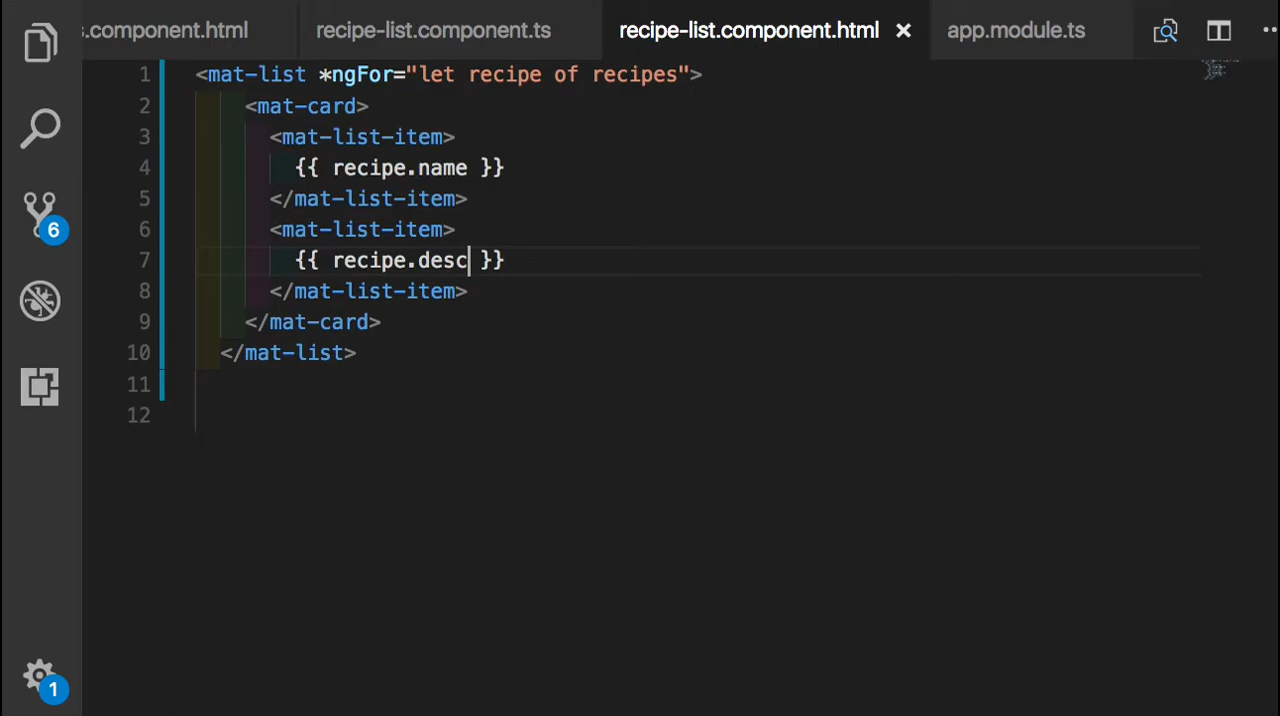 s.component.html recipe-list.component.ts recipe-list.component.html × app.module.ts
1 <mat-list *ngFor="let recipe of recipes">
2 <mat-card>
3 <mat-list-item>
4 {{ recipe.name }}
5 </mat-list-item>
6 <mat-list-item>
7 {{ recipe.desc }}
8 </mat-list-item>
9 </mat-card>
10 </mat-list>
11
12
6
1